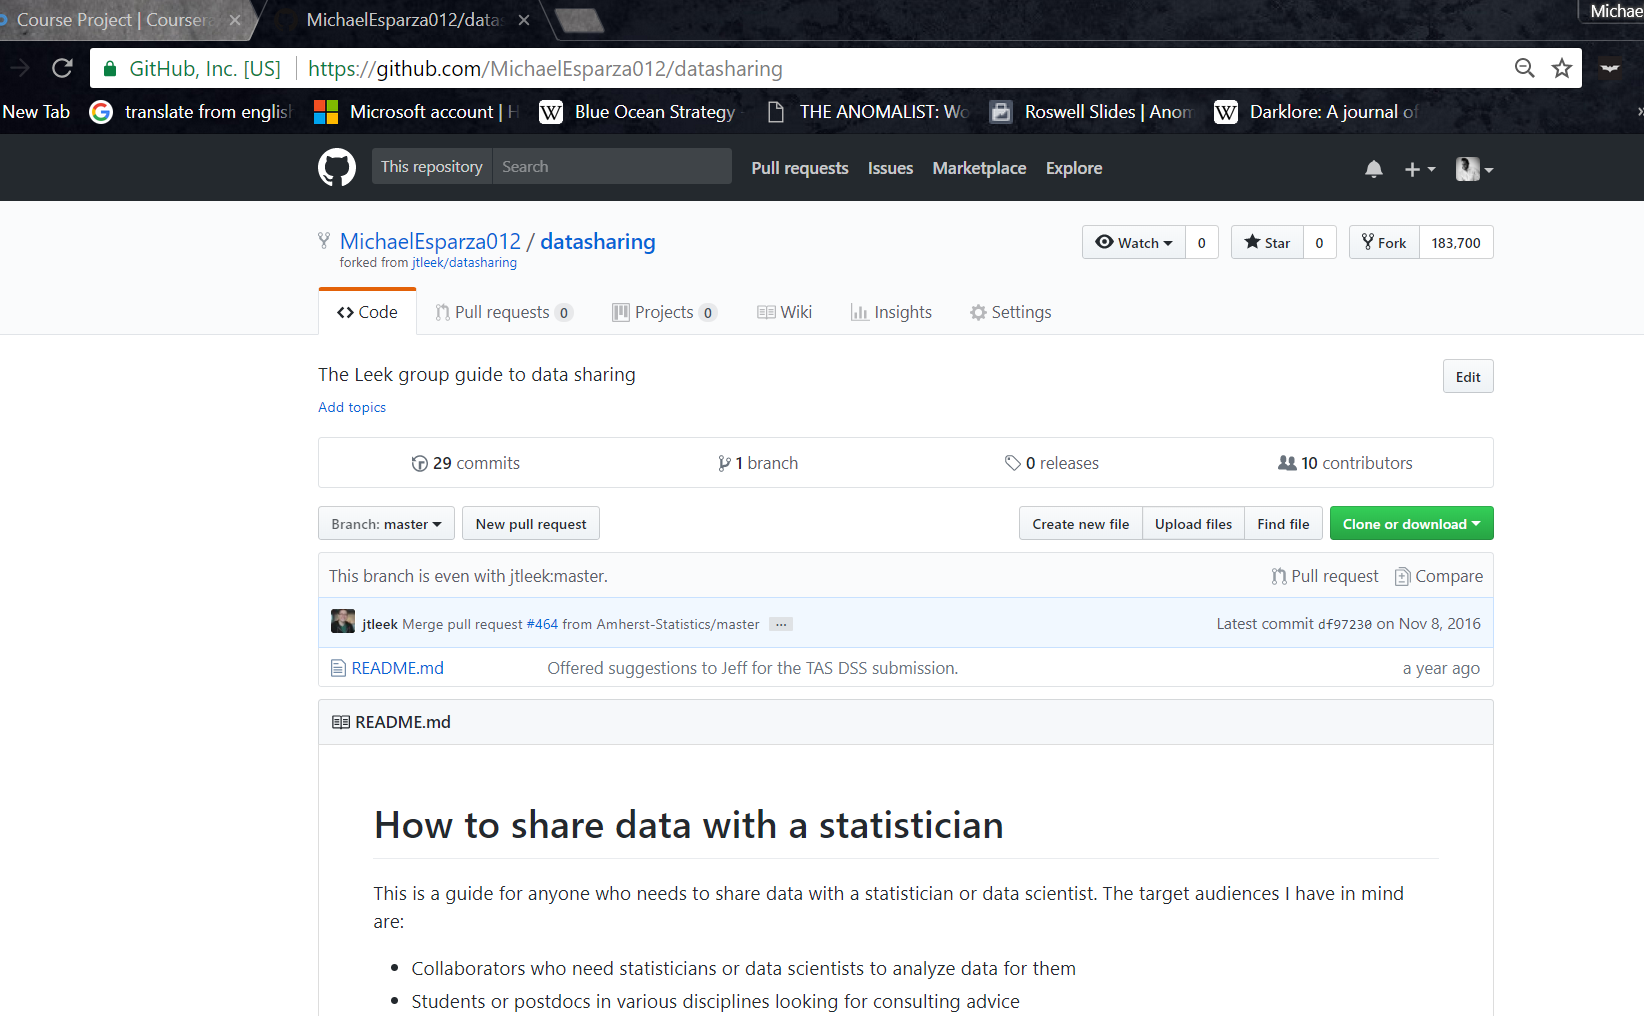 Course Project | Coursera
MichaelEsparza012/datas
Michae
GitHub, Inc. [US] https://github.com/MichaelEsparza012/datasharing
New Tab translate from english Microsoft account | H Blue Ocean Strategy THE ANOMALIST: Wo Roswell Slides | Anom Darklore: A journal of
This repository Search Pull requests Issues Marketplace Explore
MichaelEsparza012 / datasharing Watch 0 Star 0 Fork 183,700
forked from jtleek/datasharing
Code Pull requests 0 Projects 0 Wiki Insights Settings
The Leek group guide to data sharing Edit
Add topics
29 commits 1 branch 0 releases 10 contributors
Branch: master New pull request Create new file Upload files Find file Clone or download
This branch is even with jtleek:master. Pull request Compare
jtleek Merge pull request #464 from Amherst-Statistics/master ... Latest commit df97230 on Nov 8, 2016
README.md Offered suggestions to Jeff for the TAS DSS submission. a year ago
README.md
How to share data with a statistician
This is a guide for anyone who needs to share data with a statistician or data scientist. The target audiences I have in mind
are:
• Collaborators who need statisticians or data scientists to analyze data for them
• Students or postdocs in various disciplines looking for consulting advice